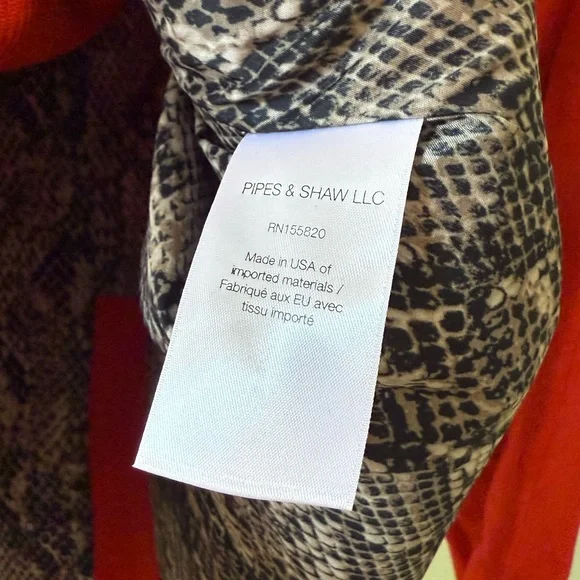 PIPES & SHAW LLC
RN155820
Made in USA of
imported materials /
Fabriqué aux EU avec
tissu importé